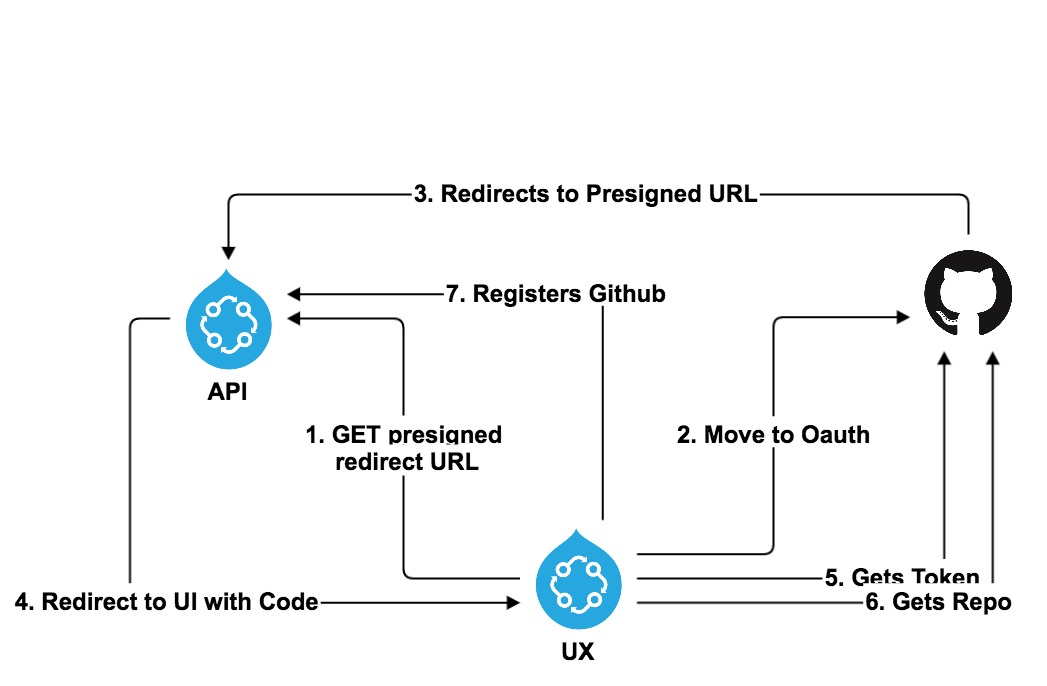 3. Redirects to Presigned URL
7. Registers Github
API
1. GET presigned
redirect URL
2. Move to Oauth
5. Gets Token
4. Redirect to UI with Code
6. Gets Repo
UX